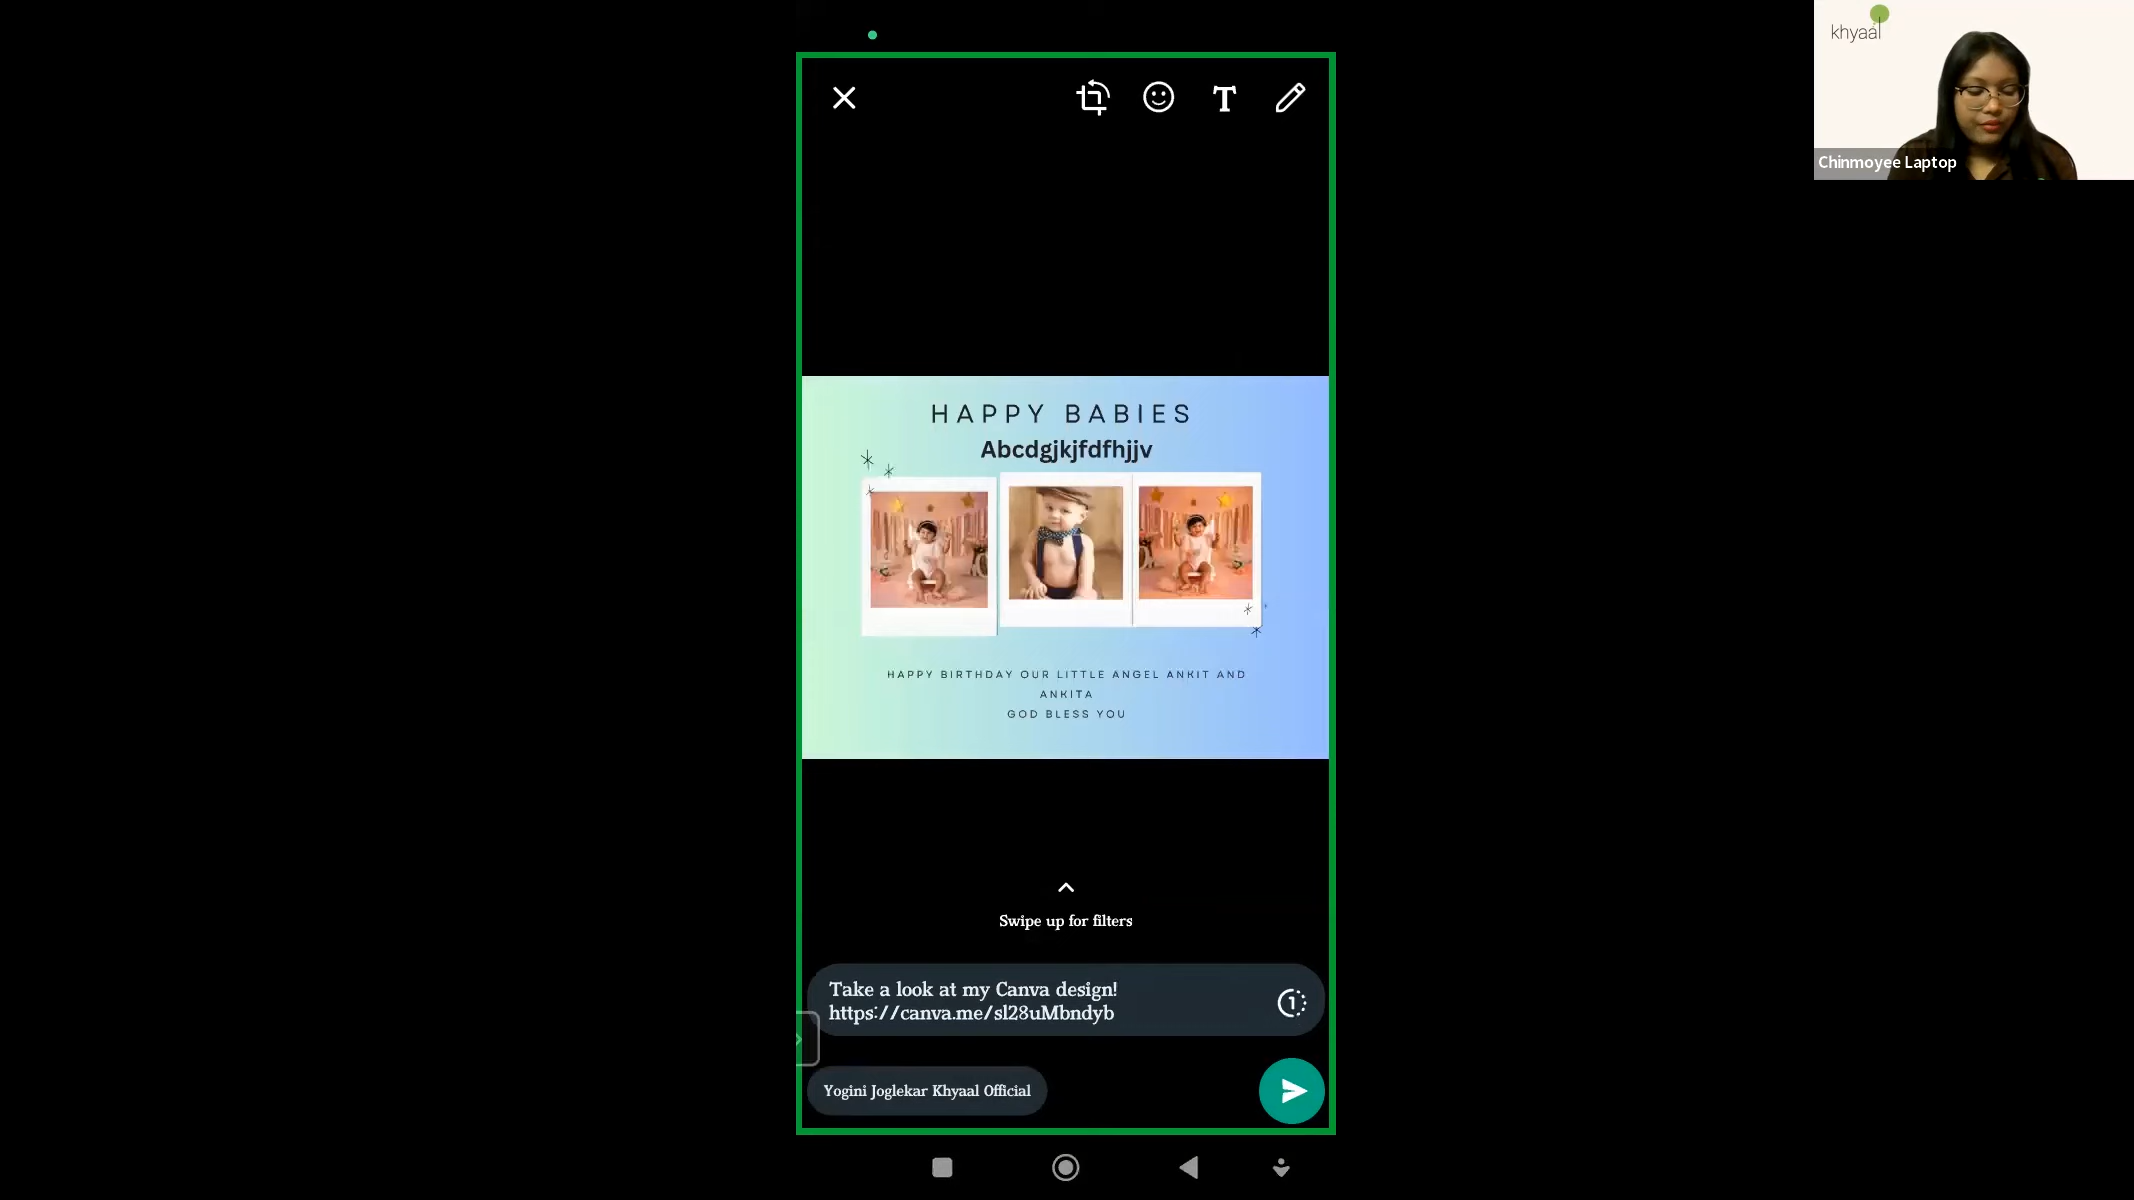 khyaal
Chinmoyee Laptop
T
HAPPY BABIES
Abcdgjkjfdfhjjv
HAPPY BIRTHDAY OUR LITTLE ANGEL ANKIT AND
ANKITA
GOD BLESS YOU
Swipe up for filters
Take a look at my Canva design!
https://canva.me/sl28uMbndyb
1
Yogini Joglekar Khyaal Official